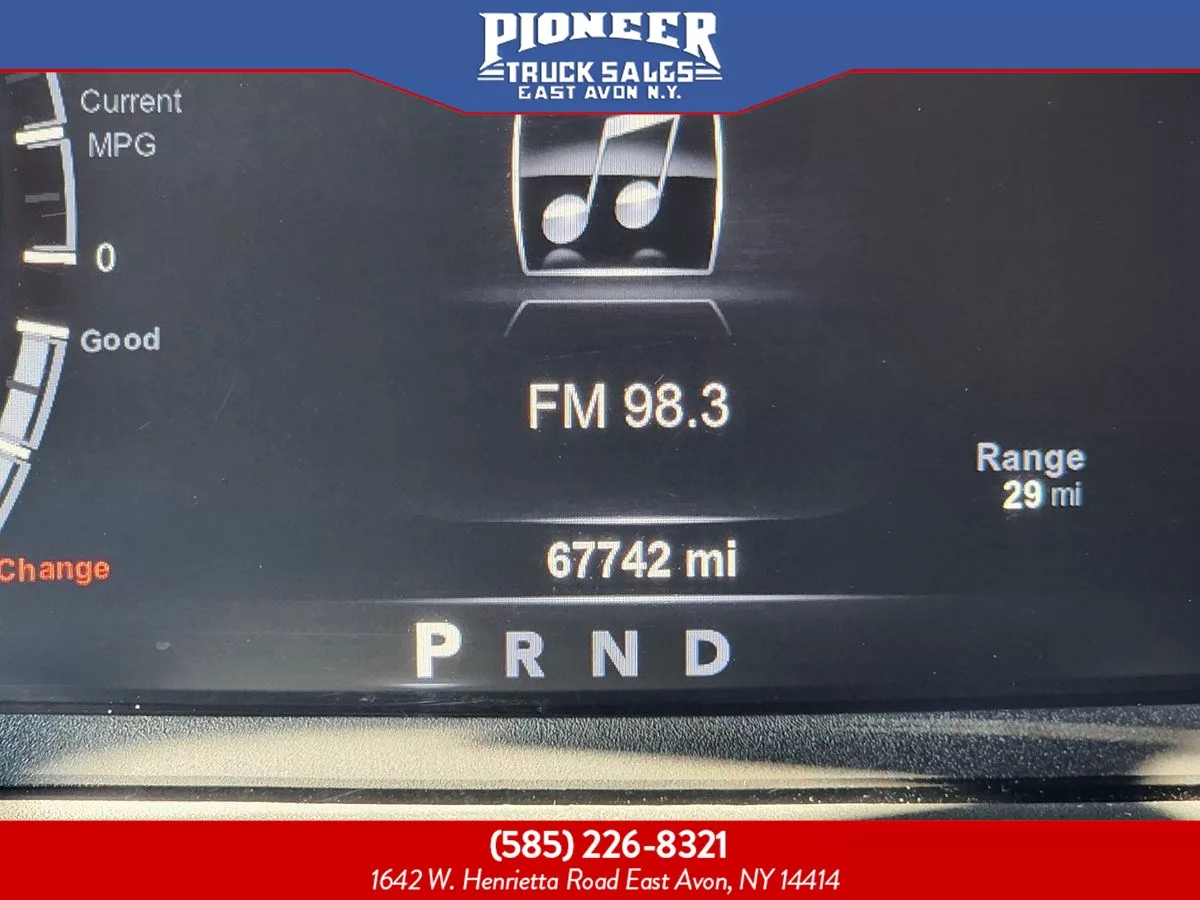 PIONEER
TRUCK SALES
EAST AVON N.Y.
Current
MPG
0
Good
FM 98.3
Range
29 mi
67742 mi
Change
P R N D
(585) 226-8321
1642 W. Henrietta Road East Avon, NY 14414